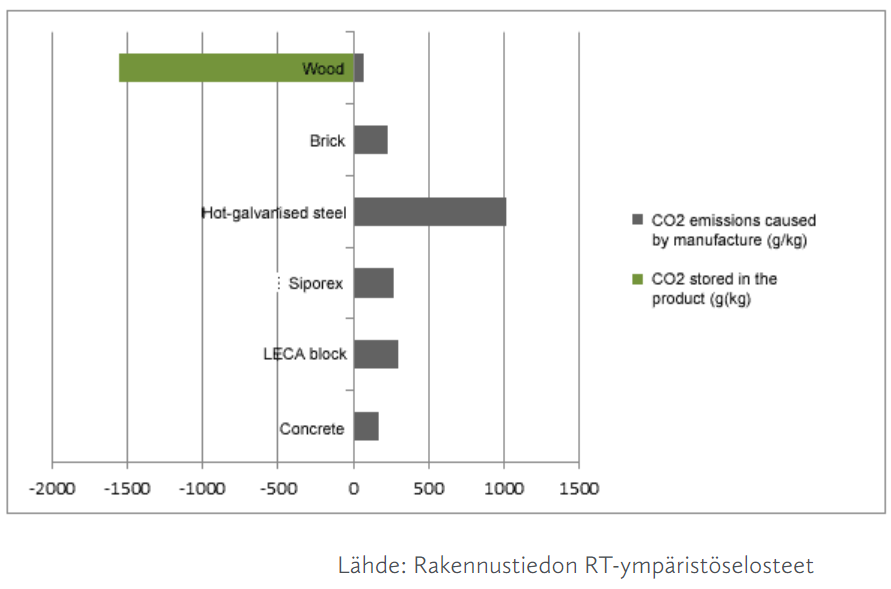 Wood
Brick
Hot-galvanised steel
Siporex
LECA block
Concrete
-2000 -1500 -1000 -500 0 500 1000 1500
CO2 emissions caused
by manufacture (g/kg)
CO2 stored in the
product (g(kg)
Lähde: Rakennustiedon RT-ympäristöselosteet